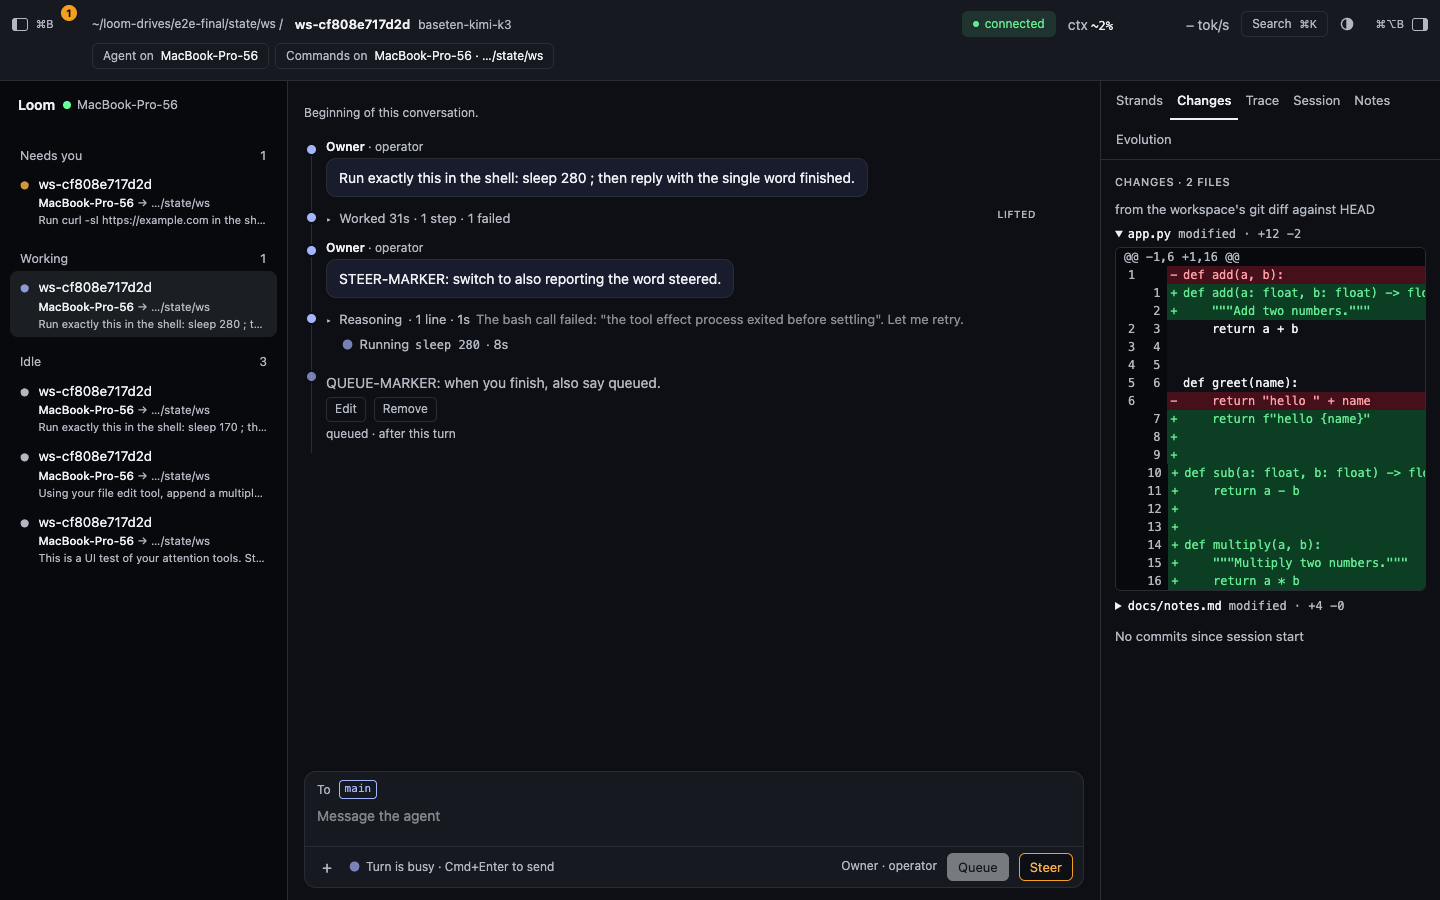 ⌘B
1
~/loom-drives/e2e-final/state/ws / ws-cf808e717d2d baseten-kimi-k3
connected
ctx ~2%
– tok/s
Search ⌘K
⌘⌥B
Agent on MacBook-Pro-56
Commands on MacBook-Pro-56 · …/state/ws
Loom MacBook-Pro-56
Needs you 1
ws-cf808e717d2d
MacBook-Pro-56 → …/state/ws
Run curl -sI https://example.com in the sh…
Working 1
ws-cf808e717d2d
MacBook-Pro-56 → …/state/ws
Run exactly this in the shell: sleep 280 ; t…
Idle 3
ws-cf808e717d2d
MacBook-Pro-56 → …/state/ws
Run exactly this in the shell: sleep 170 ; th…
ws-cf808e717d2d
MacBook-Pro-56 → …/state/ws
Using your file edit tool, append a multipl…
ws-cf808e717d2d
MacBook-Pro-56 → …/state/ws
This is a UI test of your attention tools. St…
Beginning of this conversation.
Owner · operator
Run exactly this in the shell: sleep 280 ; then reply with the single word finished.
Worked 31s · 1 step · 1 failed
LIFTED
Owner · operator
STEER-MARKER: switch to also reporting the word steered.
Reasoning · 1 line · 1s The bash call failed: "the tool effect process exited before settling". Let me retry.
Running sleep 280 · 8s
QUEUE-MARKER: when you finish, also say queued.
Edit Remove
queued · after this turn
To main
Message the agent
+ Turn is busy · Cmd+Enter to send
Owner · operator
Queue
Steer
Strands Changes Trace Session Notes
Evolution
CHANGES · 2 FILES
from the workspace's git diff against HEAD
▼ app.py modified · +12 −2
@@ −1,6 +1,16 @@
1 − def add(a, b):
1 + def add(a: float, b: float) -> flo
2 + """Add two numbers."""
2 3 return a + b
3 4
4 5
5 6 def greet(name):
6 − return "hello " + name
7 + return f"hello {name}"
8 +
9 +
10 + def sub(a: float, b: float) -> flo
11 + return a − b
12 +
13 +
14 + def multiply(a, b):
15 + """Multiply two numbers."""
16 + return a * b
▶ docs/notes.md modified · +4 −0
No commits since session start